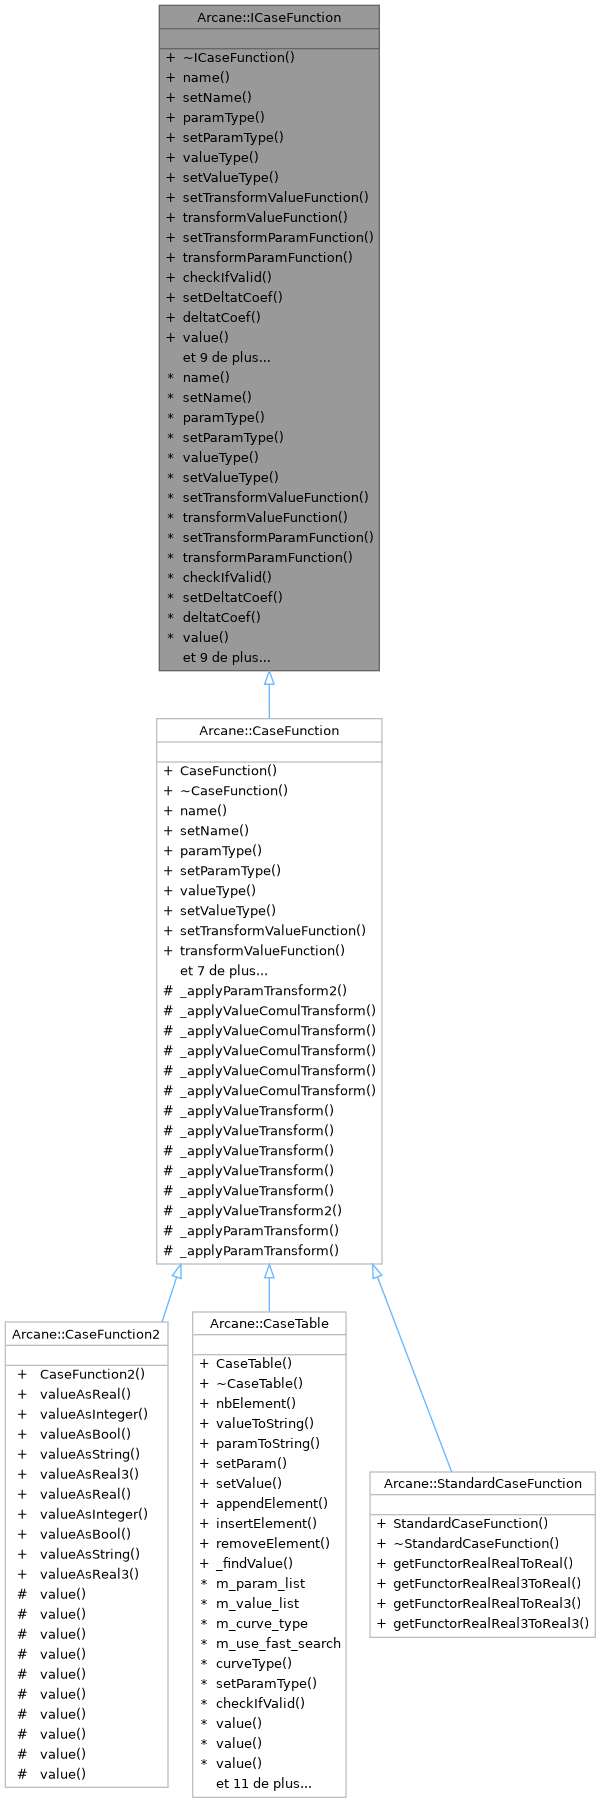 Arcane::ICaseFunction
+ ~ICaseFunction()
+ name()
+ setName()
+ paramType()
+ setParamType()
+ valueType()
+ setValueType()
+ setTransformValueFunction()
+ transformValueFunction()
+ setTransformParamFunction()
+ transformParamFunction()
+ checkIfValid()
+ setDeltatCoef()
+ deltatCoef()
+ value()
et 9 de plus...
* name()
* setName()
* paramType()
* setParamType()
* valueType()
* setValueType()
* setTransformValueFunction()
* transformValueFunction()
* setTransformParamFunction()
* transformParamFunction()
* checkIfValid()
* setDeltatCoef()
* deltatCoef()
* value()
et 9 de plus...
Arcane::CaseFunction
+ CaseFunction()
+ ~CaseFunction()
+ name()
+ setName()
+ paramType()
+ setParamType()
+ valueType()
+ setValueType()
+ setTransformValueFunction()
+ transformValueFunction()
et 7 de plus...
# _applyParamTransform2()
# _applyValueComulTransform()
# _applyValueComulTransform()
# _applyValueComulTransform()
# _applyValueComulTransform()
# _applyValueComulTransform()
# _applyValueTransform()
# _applyValueTransform()
# _applyValueTransform()
# _applyValueTransform()
# _applyValueTransform()
# _applyValueTransform2()
# _applyParamTransform()
# _applyParamTransform()
Arcane::CaseFunction2
+ CaseFunction2()
+ valueAsReal()
+ valueAsInteger()
+ valueAsBool()
+ valueAsString()
+ valueAsReal3()
+ valueAsReal()
+ valueAsInteger()
+ valueAsBool()
+ valueAsString()
+ valueAsReal3()
# value()
# value()
# value()
# value()
# value()
# value()
# value()
# value()
# value()
# value()
Arcane::CaseTable
+ CaseTable()
+ ~CaseTable()
+ nbElement()
+ valueToString()
+ paramToString()
+ setParam()
+ setValue()
+ appendElement()
+ insertElement()
+ removeElement()
+ _findValue()
* m_param_list
* m_value_list
* m_curve_type
* m_use_fast_search
* curveType()
* setParamType()
* checkIfValid()
* value()
* value()
* value()
et 11 de plus...
Arcane::StandardCaseFunction
+ StandardCaseFunction()
+ ~StandardCaseFunction()
+ getFunctorRealRealToReal()
+ getFunctorRealReal3ToReal()
+ getFunctorRealRealToReal3()
+ getFunctorRealReal3ToReal3()